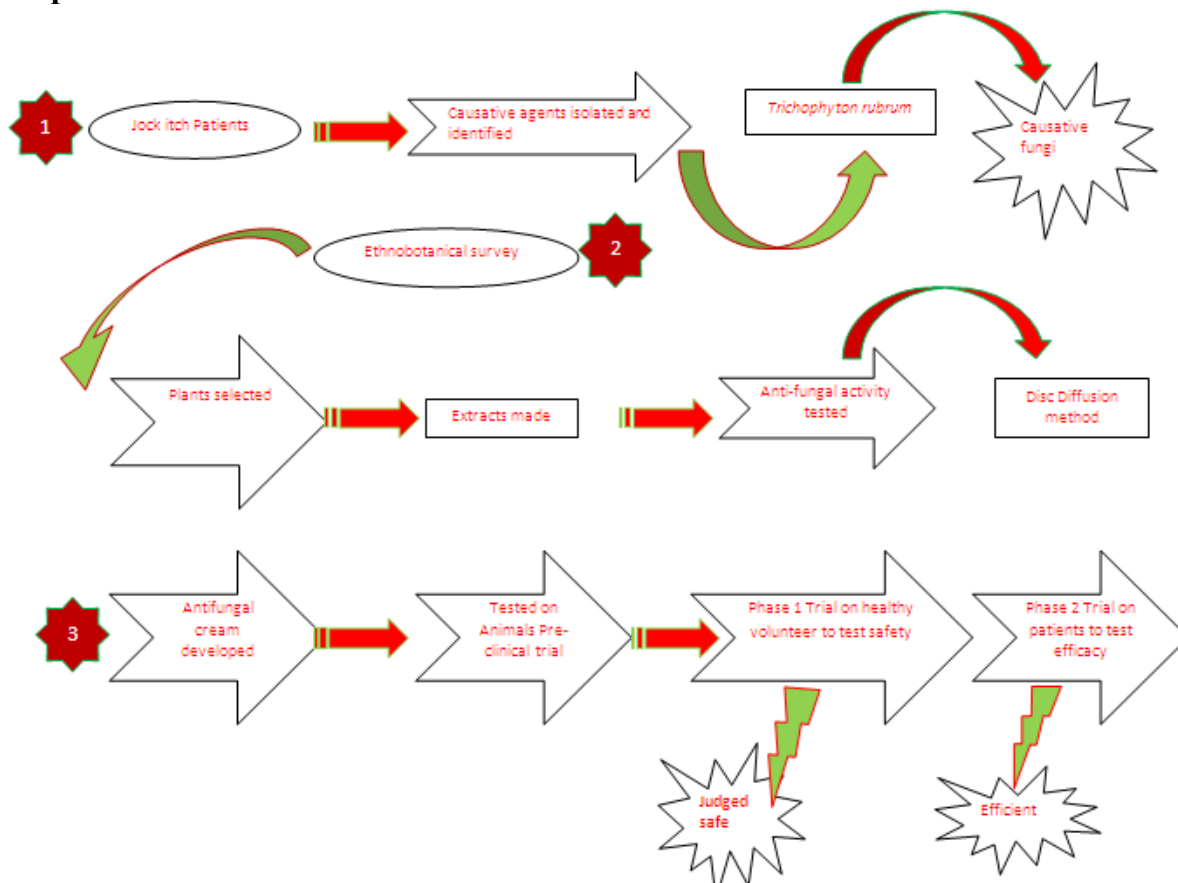 1
Jock itch Patients
Causative agents isolated and
identified
Trichophyton rubrum
Causative
fungi
Ethnobotanical survey
2
Plants selected
Extracts made
Anti-fungal activity
tested
Disc Diffusion
method
3
Antifungal
cream
developed
Tested on
Animals Pre-
clinical trial
Phase 1 Trial on healthy
volunteer to test safety
Phase 2 Trial on
patients to test
efficacy
Judged
safe
Efficient